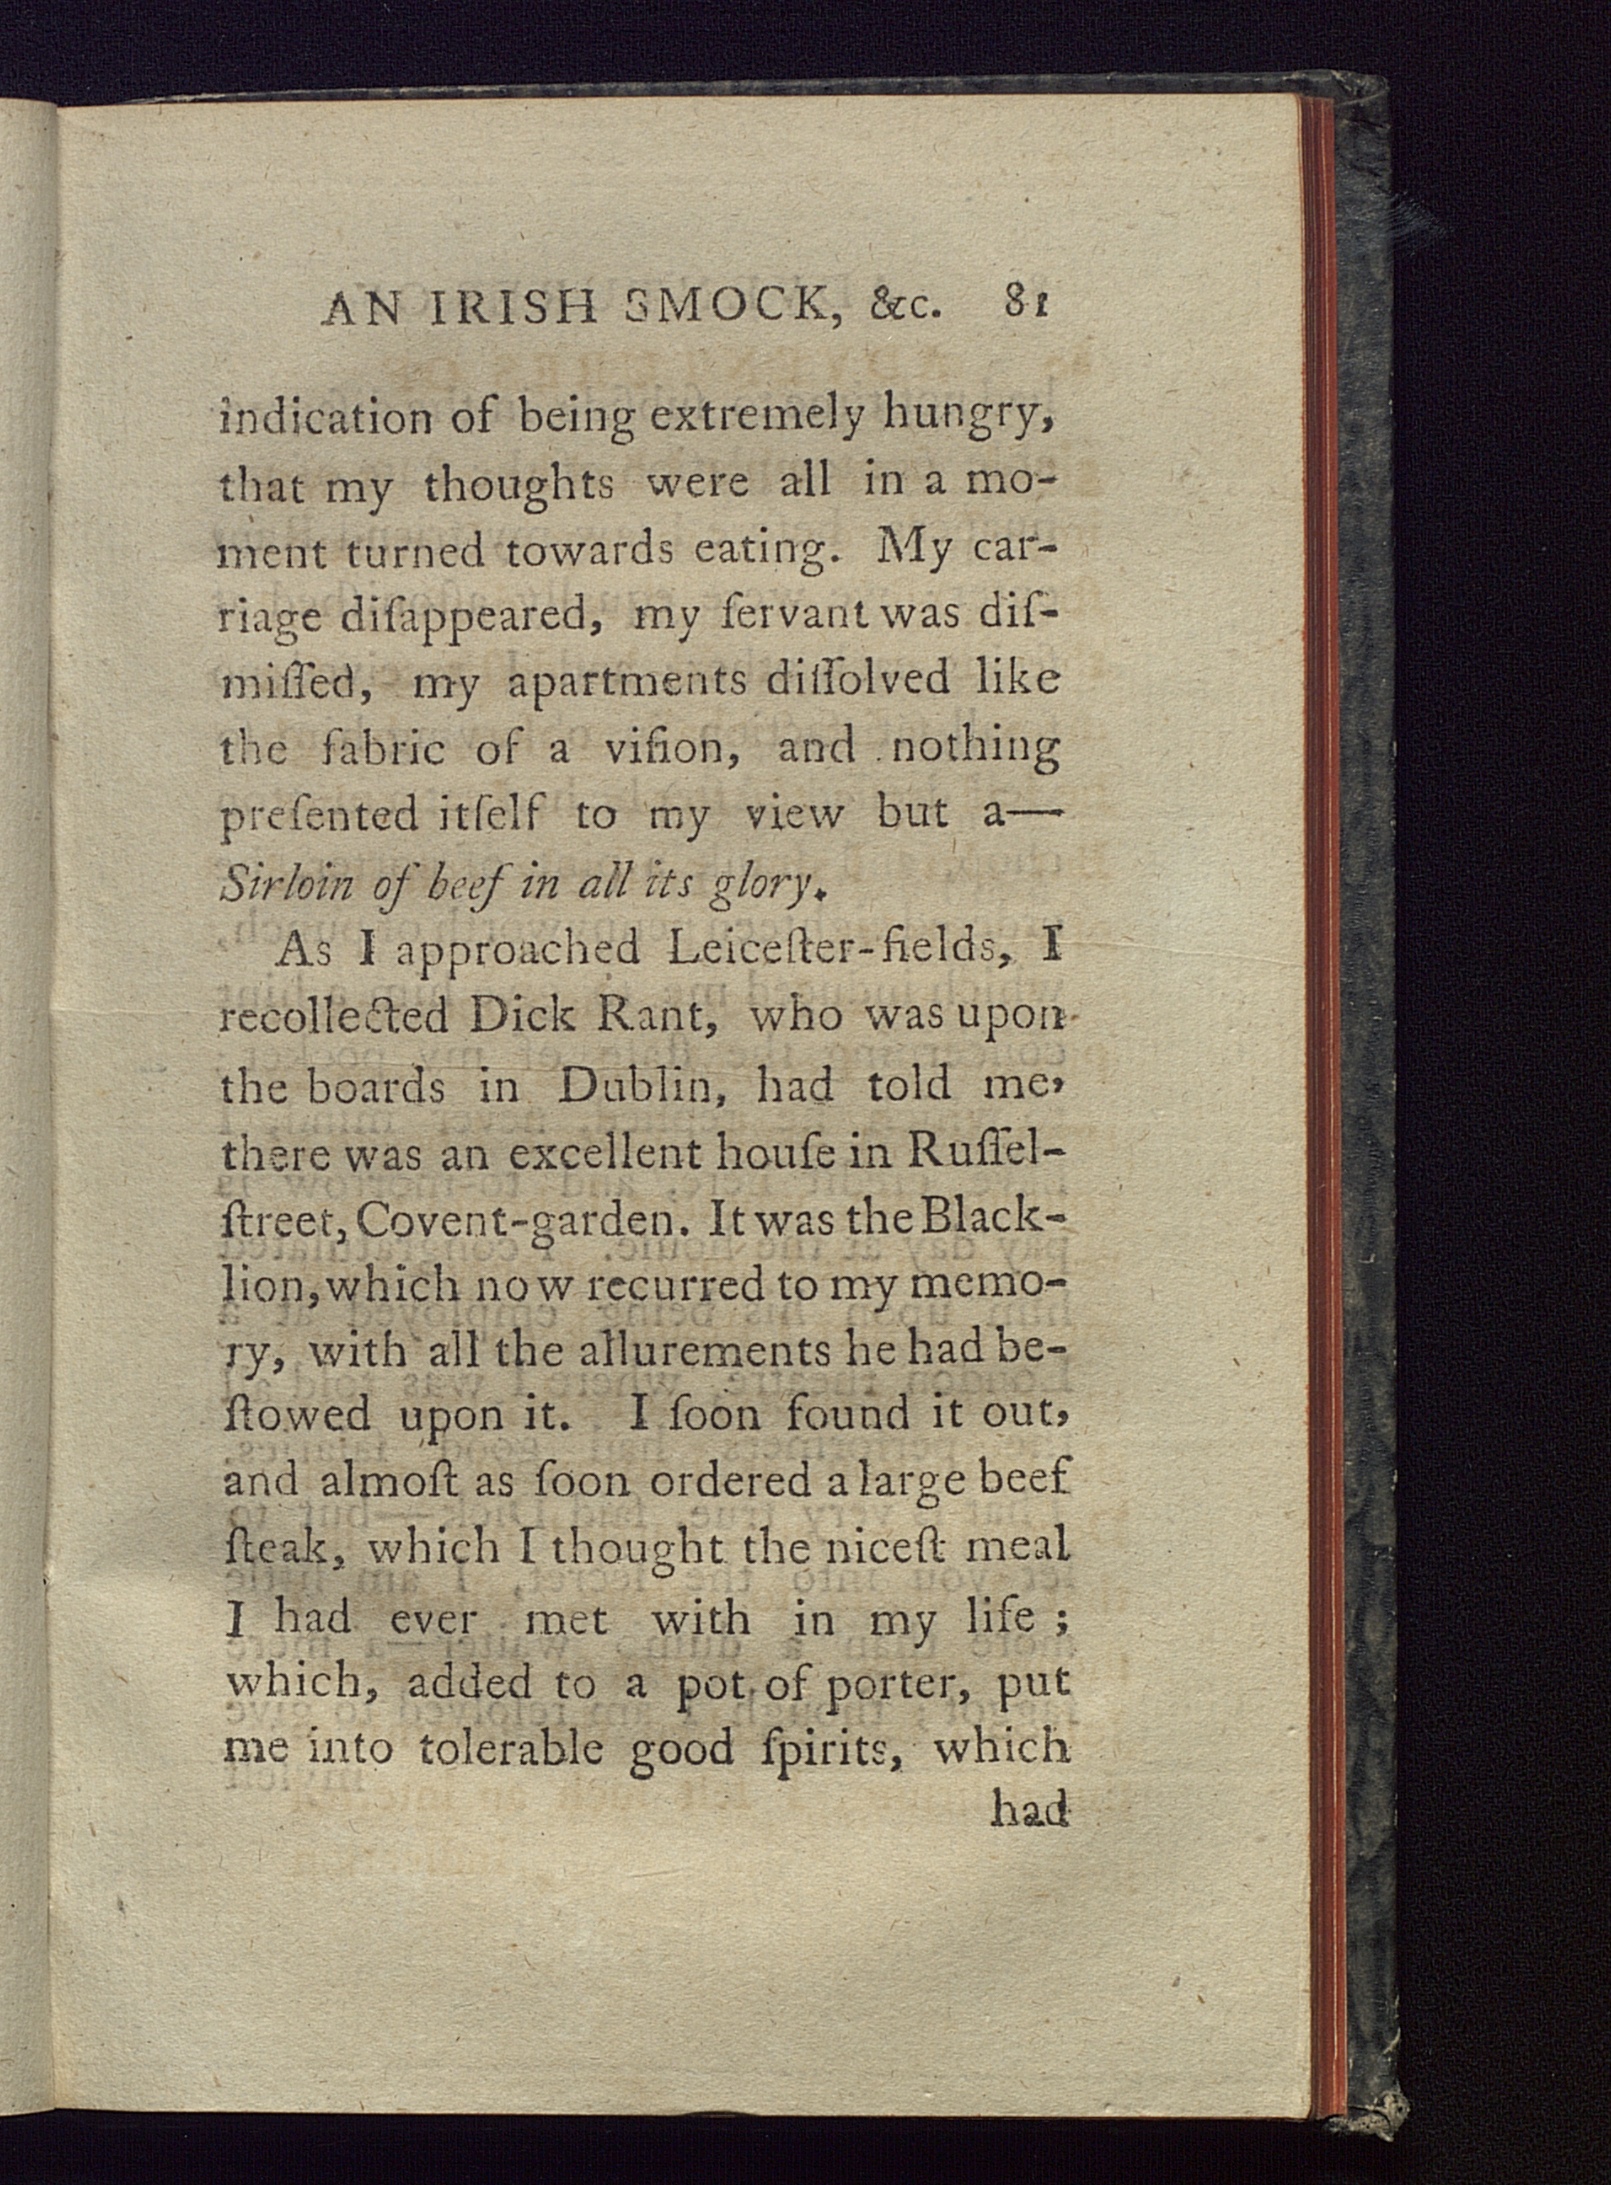 AN IRISH SMOCK, &c. 81
indication of being extremely hungry,
that my thoughts were all in a mo-
ment turned towards eating. My car-
riage diſappeared, my ſervant was diſ-
miſſed, my apartments diſſolved like
the fabric of a viſion, and nothing
preſented itſelf to my view but a—
Sirloin of beef in all its glory.
As I approached Leiceſter-fields, I
recollected Dick Rant, who was upon
the boards in Dublin, had told me,
there was an excellent houſe in Ruſſel-
ſtreet, Covent-garden. It was the Black-
lion, which now recurred to my memo-
ry, with all the allurements he had be-
ſtowed upon it. I ſoon found it out,
and almoſt as ſoon ordered a large beef
ſteak, which I thought the niceſt meal
I had ever met with in my life ;
which, added to a pot of porter, put
me into tolerable good ſpirits, which
had